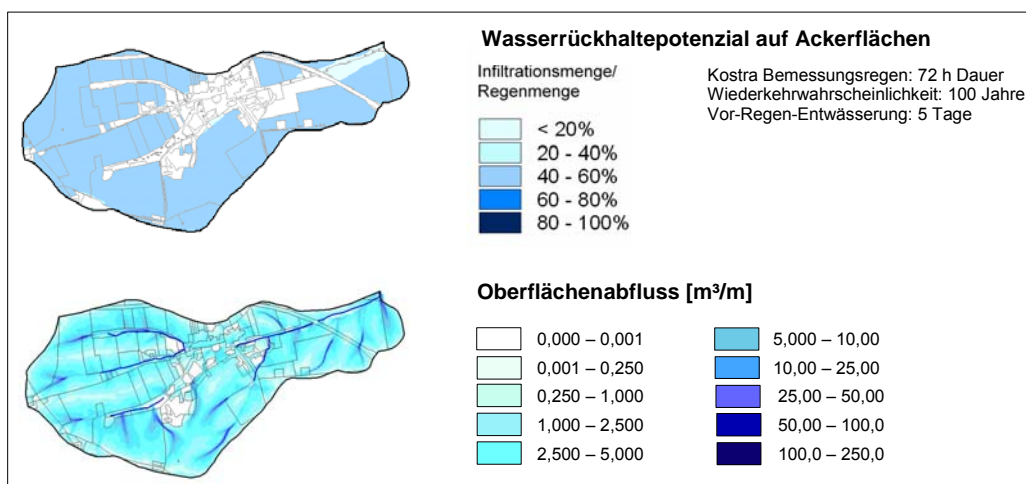 Wasserrückhaltepotenzial auf Ackerflächen
Infiltrationsmenge/
Regenmenge
< 20%
20 - 40%
40 - 60%
60 - 80%
80 - 100%
Kostra Bemessungsregen: 72 h Dauer
Wiederkehrwahrscheinlichkeit: 100 Jahre
Vor-Regen-Entwässerung: 5 Tage
Oberflächenabfluss [m³/m]
0,000 – 0,001
0,001 – 0,250
0,250 – 1,000
1,000 – 2,500
2,500 – 5,000
5,000 – 10,00
10,00 – 25,00
25,00 – 50,00
50,00 – 100,0
100,0 – 250,0